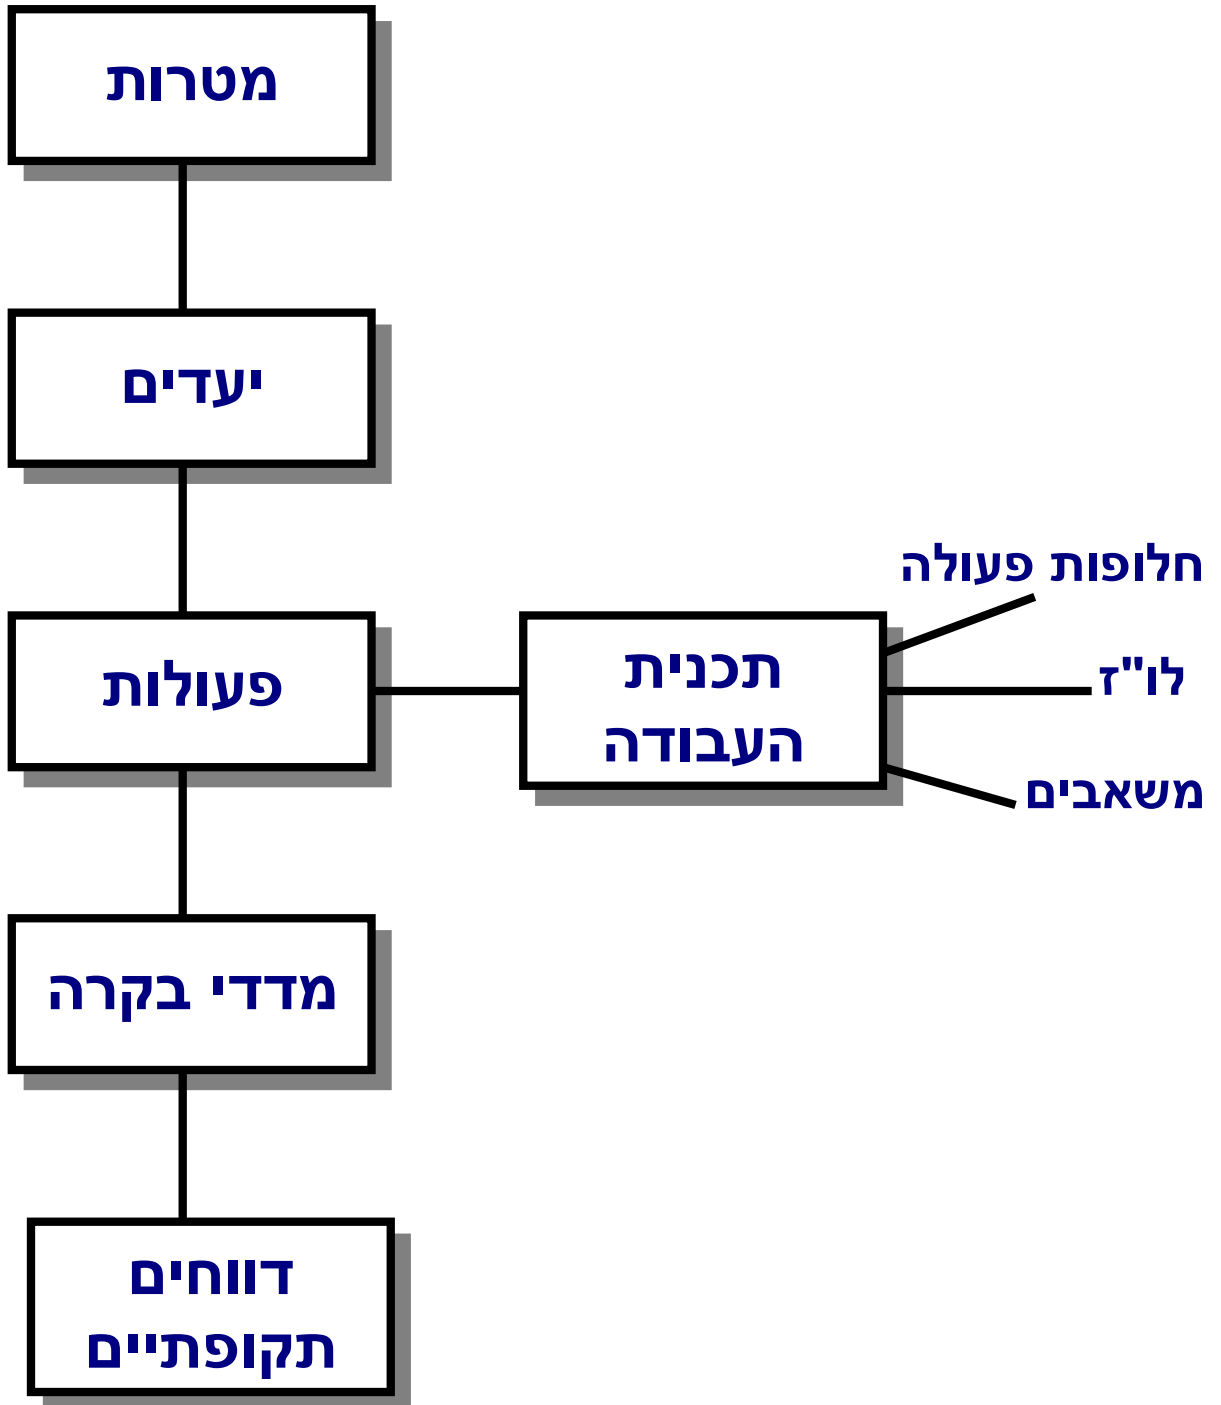 מטרות
יעדים
פעולות
תכנית
העבודה
חלופות פעולה
לו"ז
משאבים
מדדי בקרה
דווחים
תקופתיים